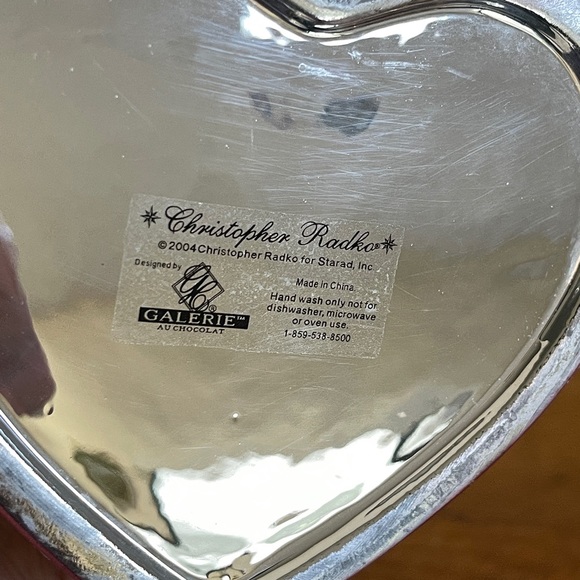 Christopher Radko®
© 2004 Christopher Radko for Starad, Inc.
Designed by
®
GALERIE™
AU CHOCOLAT
Made in China
Hand wash only not for
dishwasher, microwave
or oven use.
1-859-538-8500